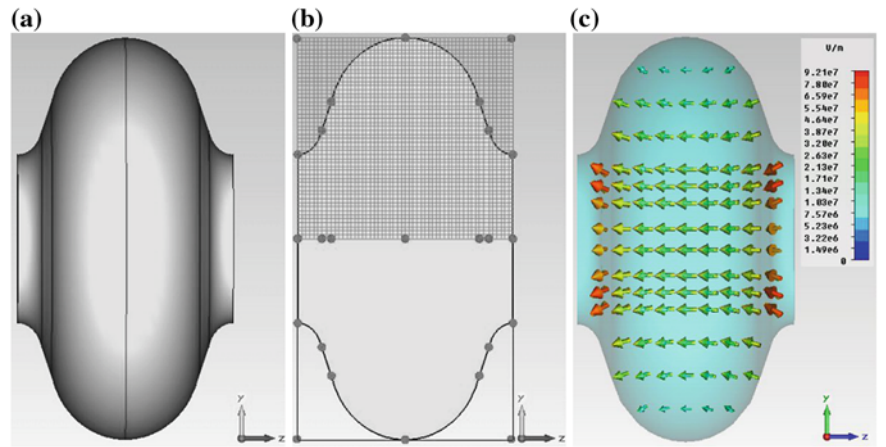 (a)
(b)
(c)
V/m
9.21e7
7.80e7
6.59e7
5.54e7
4.64e7
3.87e7
3.20e7
2.63e7
2.13e7
1.71e7
1.34e7
1.03e7
7.57e6
5.23e6
3.22e6
1.49e6
0
y
z
y
z
y
z